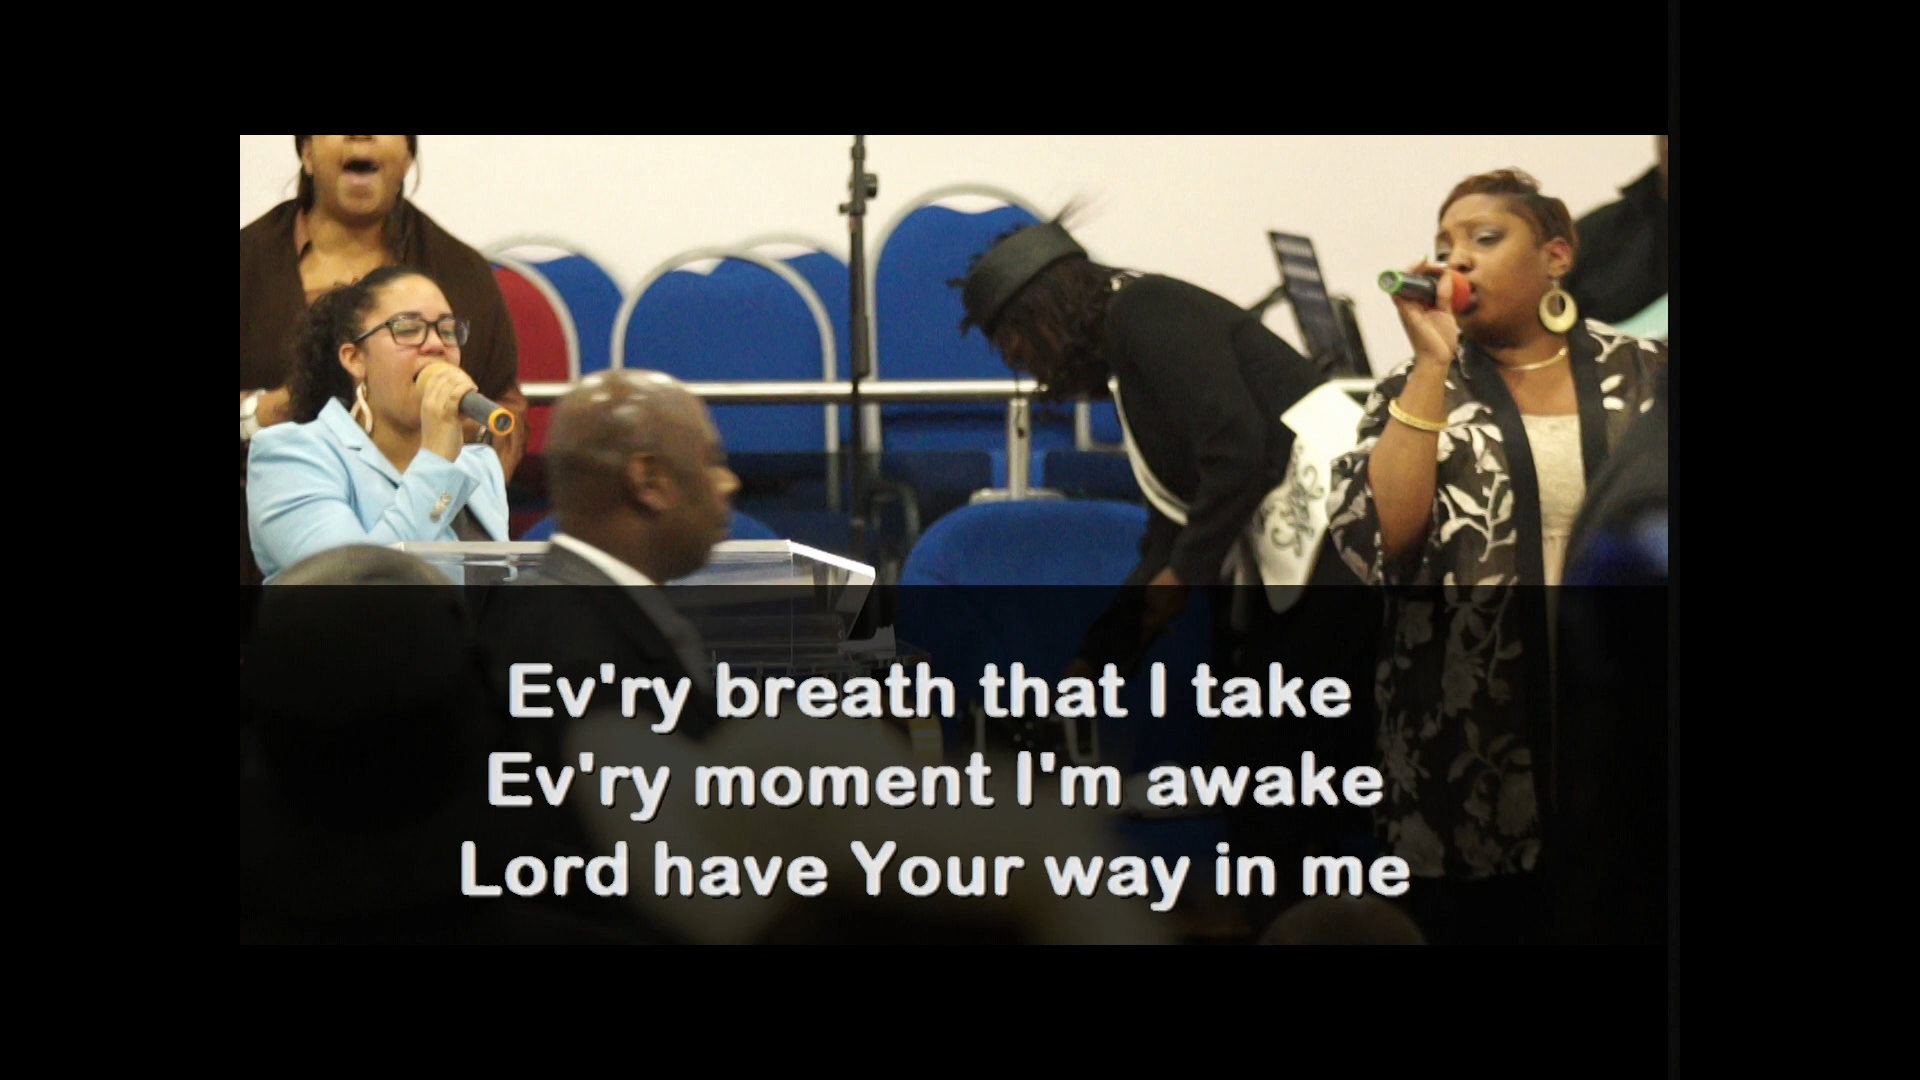 Ev'ry breath that I take
Ev'ry moment I'm awake
Lord have Your way in me